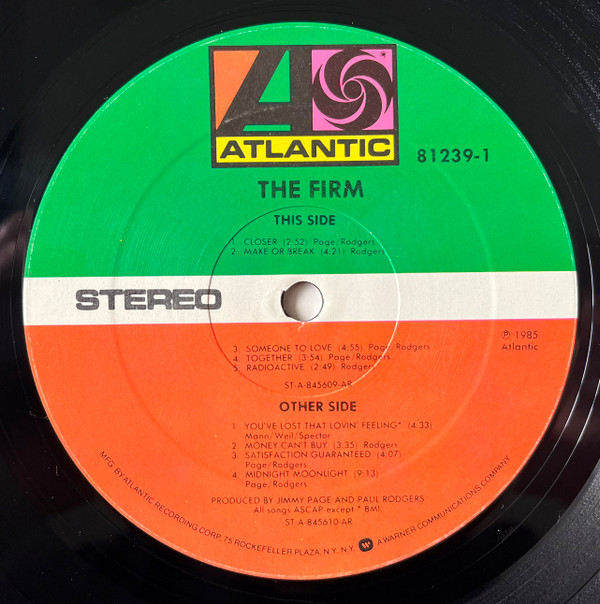 ATLANTIC
81239-1
THE FIRM
THIS SIDE
1. CLOSER (2:52) Page/Rodgers
2. MAKE OR BREAK (4:21) Rodgers
STEREO
3. SOMEONE TO LOVE (4:55) Page/Rodgers
4. TOGETHER (3:54) Page/Rodgers
5. RADIOACTIVE (2:49) Rodgers
ST-A-845609-AR
℗ 1985
Atlantic
OTHER SIDE
1. YOU'VE LOST THAT LOVIN' FEELING* (4:33)
Mann/Weil/Spector
2. MONEY CAN'T BUY (3:35) Rodgers
3. SATISFACTION GUARANTEED (4:07)
Page/Rodgers
4. MIDNIGHT MOONLIGHT (9:13)
Page/Rodgers
PRODUCED BY JIMMY PAGE AND PAUL RODGERS
All songs ASCAP except * BMI.
ST-A-845610-AR
MFG. BY ATLANTIC RECORDING CORP., 75 ROCKEFELLER PLAZA, N.Y., N.Y. A WARNER COMMUNICATIONS COMPANY